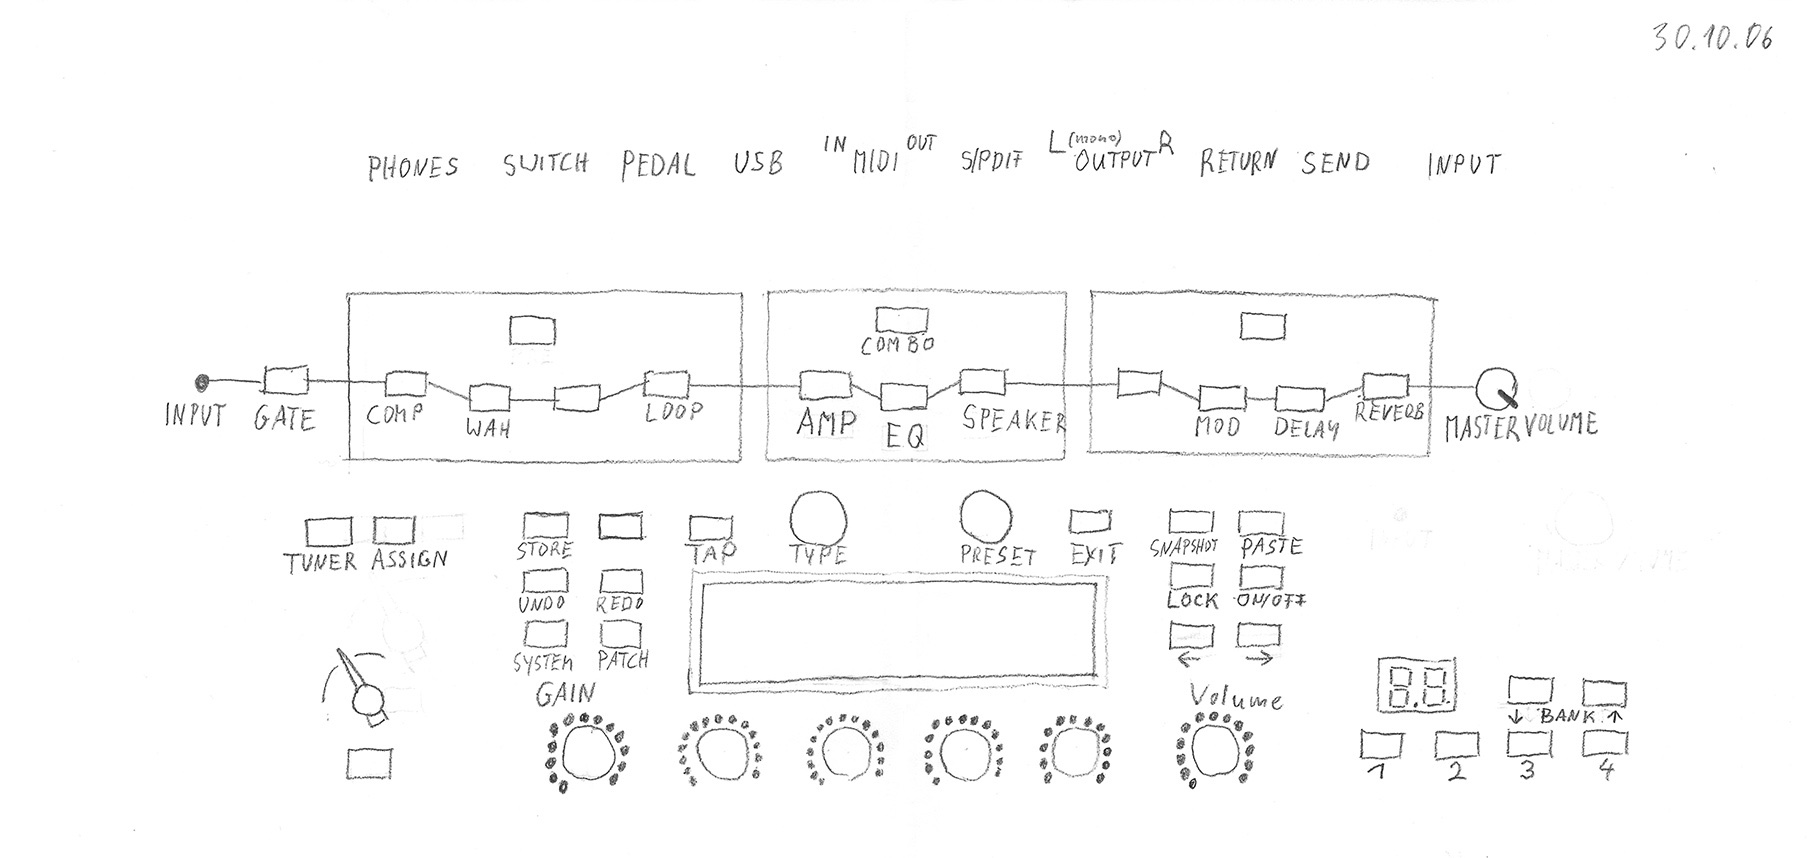 30.10.06
PHONES SWITCH PEDAL USB IN MIDI OUT S/PDIF L (mono) OUTPUT R RETURN SEND INPUT
COMBO
INPUT GATE COMP WAH LOOP AMP EQ SPEAKER MOD DELAY REVERB MASTER VOLUME
TUNER ASSIGN STORE TAP TYPE PRESET EXIT SNAPSHOT PASTE
UNDO REDO LOCK ON/OFF
SYSTEM PATCH ← →
GAIN Volume 8.8.
↓ BANK ↑
1 2 3 4